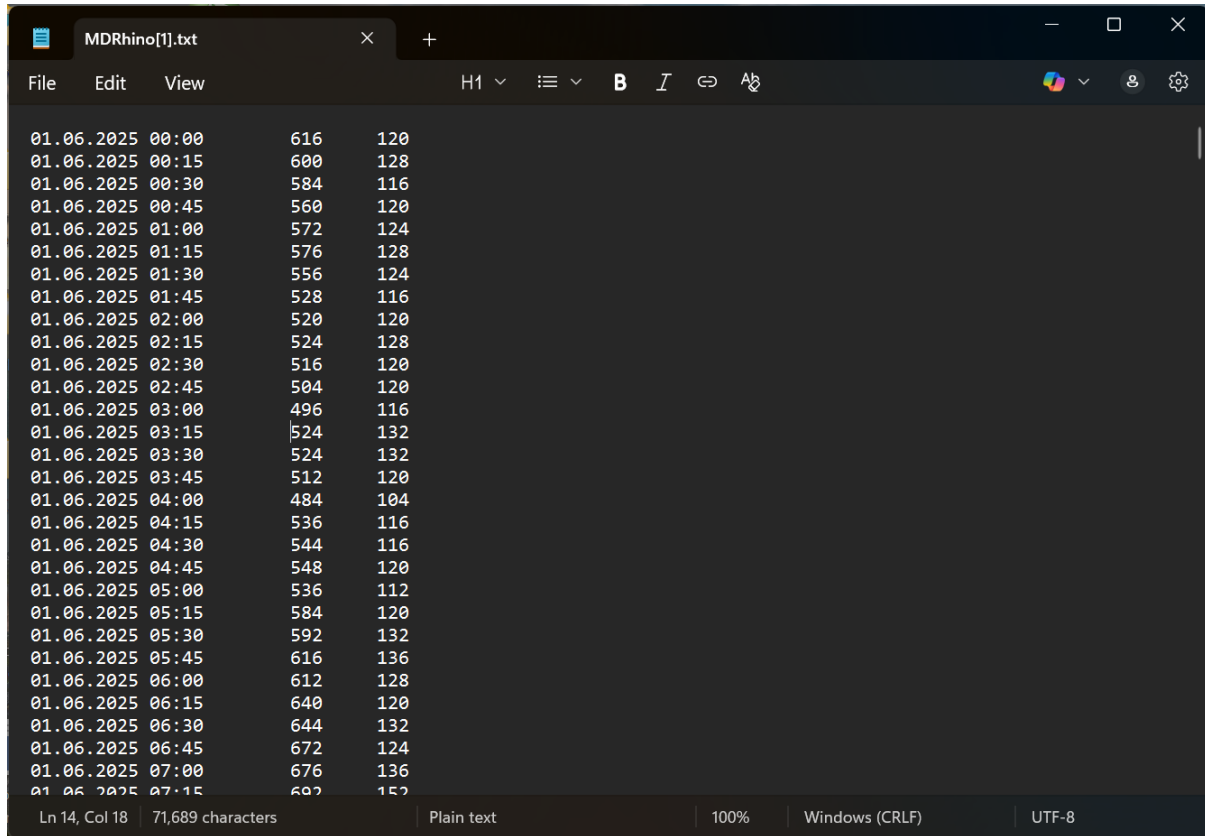 MDRhino[1].txt
File Edit View H1 B I
01.06.2025 00:00 616 120
01.06.2025 00:15 600 128
01.06.2025 00:30 584 116
01.06.2025 00:45 560 120
01.06.2025 01:00 572 124
01.06.2025 01:15 576 128
01.06.2025 01:30 556 124
01.06.2025 01:45 528 116
01.06.2025 02:00 520 120
01.06.2025 02:15 524 128
01.06.2025 02:30 516 120
01.06.2025 02:45 504 120
01.06.2025 03:00 496 116
01.06.2025 03:15 524 132
01.06.2025 03:30 524 132
01.06.2025 03:45 512 120
01.06.2025 04:00 484 104
01.06.2025 04:15 536 116
01.06.2025 04:30 544 116
01.06.2025 04:45 548 120
01.06.2025 05:00 536 112
01.06.2025 05:15 584 120
01.06.2025 05:30 592 132
01.06.2025 05:45 616 136
01.06.2025 06:00 612 128
01.06.2025 06:15 640 120
01.06.2025 06:30 644 132
01.06.2025 06:45 672 124
01.06.2025 07:00 676 136
01.06.2025 07:15 692 152
Ln 14, Col 18 71,689 characters Plain text 100% Windows (CRLF) UTF-8